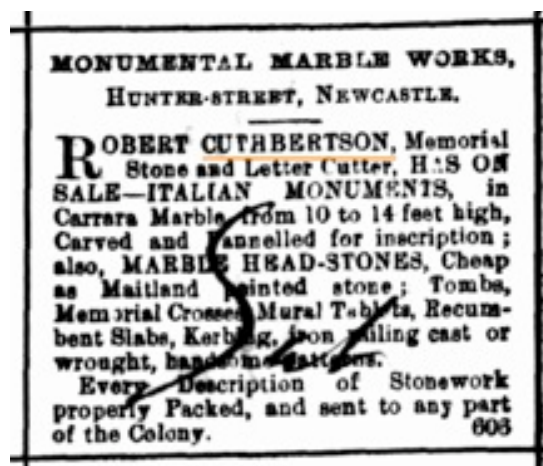 MONUMENTAL MARBLE WORKS,
HUNTER-STREET, NEWCASTLE.
ROBERT CUTHBERTSON, Memorial
Stone and Letter Cutter, HAS ON
SALE—ITALIAN MONUMENTS, in
Carrara Marble, from 10 to 14 feet high,
Carved and Pannelled for inscription;
also, MARBLE HEAD-STONES, Cheap
as Maitland painted stone; Tombs,
Memorial Crosses, Mural Tablets, Recum-
bent Slabs, Kerbing, iron railing cast or
wrought, handsome patterns.
Every Description of Stonework
properly Packed, and sent to any part
of the Colony. 606